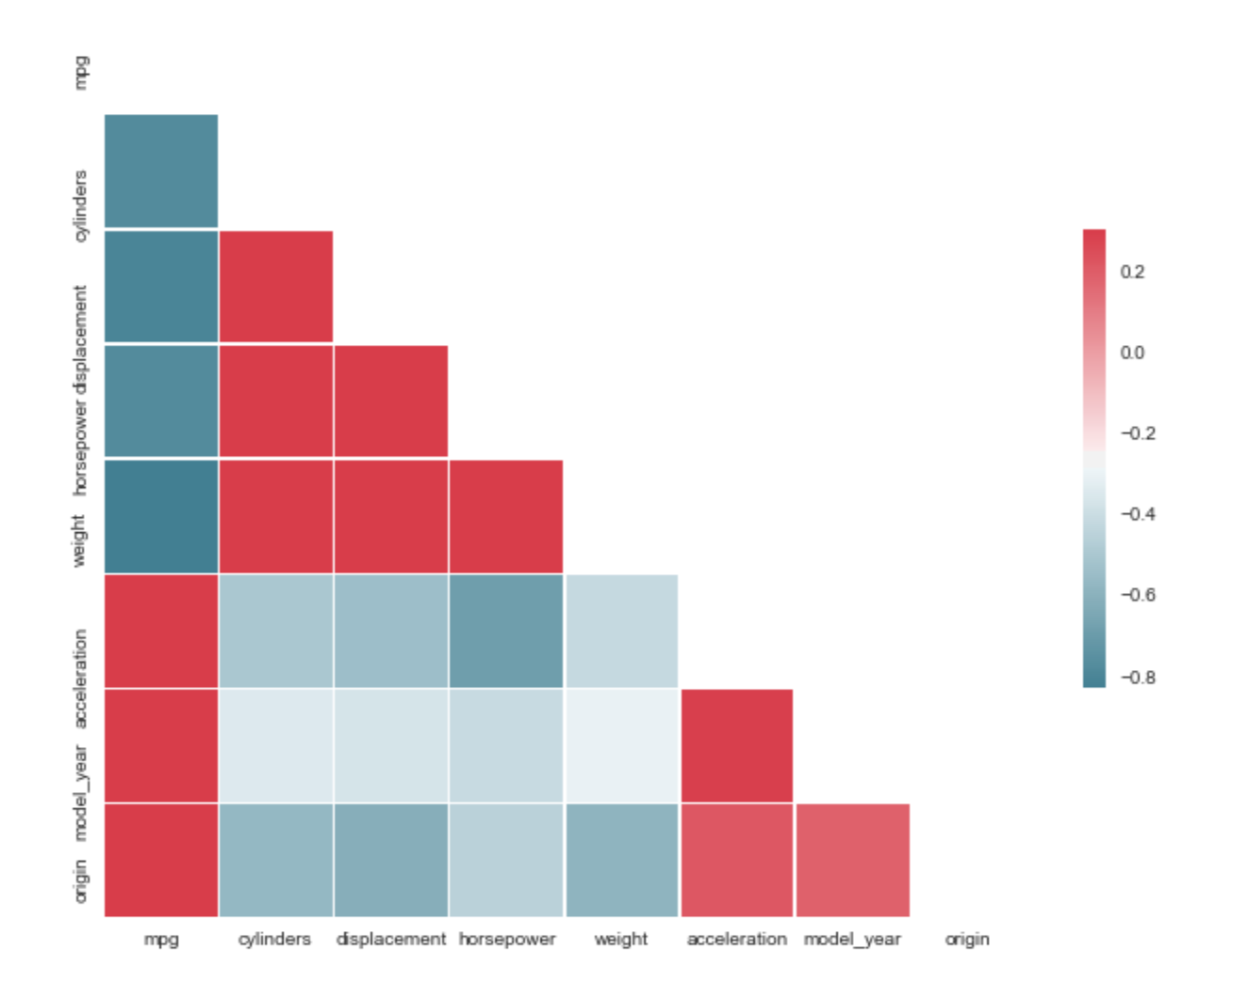 mpg
cylinders
displacement
horsepower
weight
acceleration
model_year
origin
mpg cylinders displacement horsepower weight acceleration model_year origin
0.2
0.0
−0.2
−0.4
−0.6
−0.8